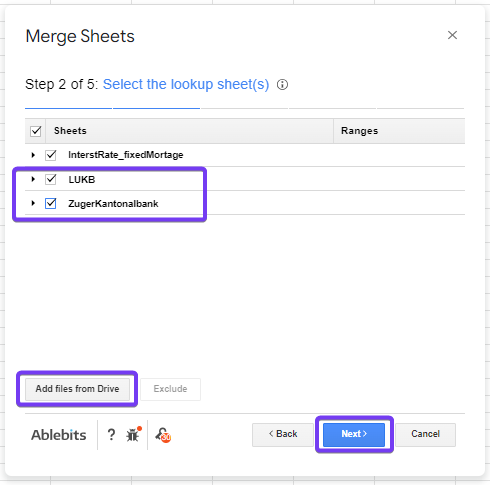 Merge Sheets
Step 2 of 5: Select the lookup sheet(s)
Sheets Ranges
InterstRate_fixedMortage
LUKB
ZugerKantonalbank
Add files from Drive Exclude
Ablebits ? 30 < Back Next > Cancel